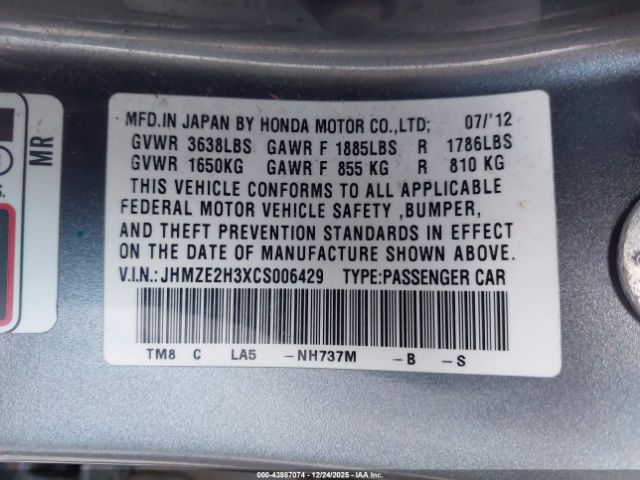 MFD.IN JAPAN BY HONDA MOTOR CO.,LTD; 07/'12
GVWR 3638LBS GAWR F 1885LBS R 1786LBS
GVWR 1650KG GAWR F 855 KG R 810 KG
THIS VEHICLE CONFORMS TO ALL APPLICABLE
FEDERAL MOTOR VEHICLE SAFETY ,BUMPER,
AND THEFT PREVENTION STANDARDS IN EFFECT
ON THE DATE OF MANUFACTURE SHOWN ABOVE.
V.I.N.: JHMZE2H3XCS006429 TYPE:PASSENGER CAR
TM8 C LA5 -NH737M -B -S
MR
S.
000-43987074 - 12/24/2025 - IAAI.COM